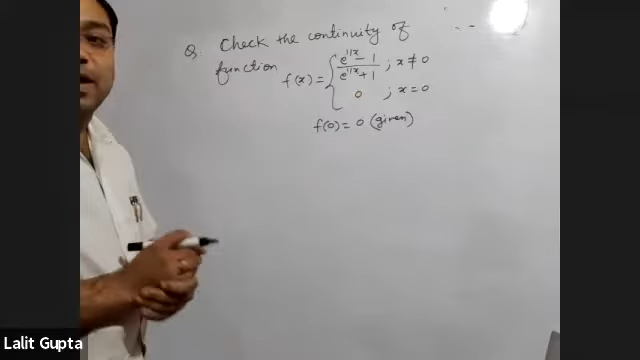 Q. Check the continuity of
function f(x) = { (e^{1/x} - 1)/(e^{1/x} + 1) ; x ≠ 0
0 ; x = 0
f(0) = 0 (given)
Lalit Gupta